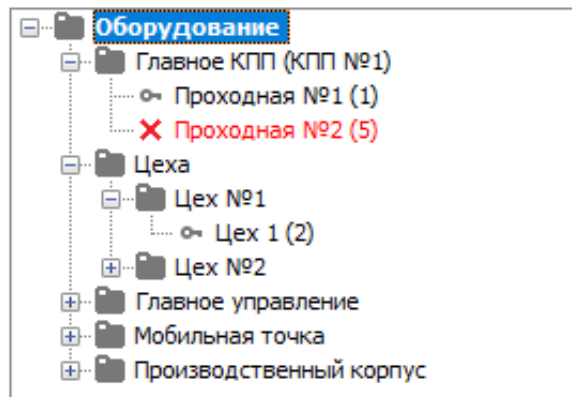 Оборудование
Главное КПП (КПП №1)
Проходная №1 (1)
Проходная №2 (5)
Цеха
Цех №1
Цех 1 (2)
Цех №2
Главное управление
Мобильная точка
Производственный корпус